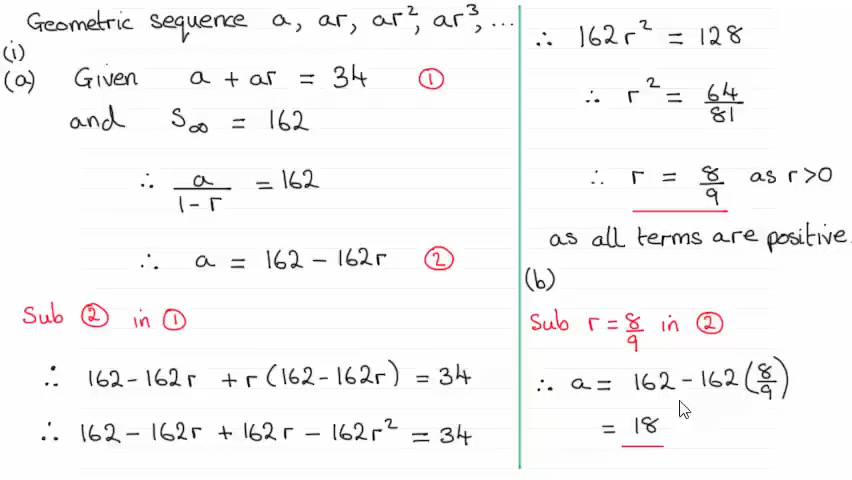 Geometric sequence a, ar, ar², ar³, ...
(i)
(a) Given a + ar = 34 ①
and S∞ = 162
∴ a/(1-r) = 162
∴ a = 162 - 162r ②
Sub ② in ①
∴ 162 - 162r + r(162 - 162r) = 34
∴ 162 - 162r + 162r - 162r² = 34
∴ 162r² = 128
∴ r² = 64/81
∴ r = 8/9 as r>0
as all terms are positive.
(b)
Sub r = 8/9 in ②
∴ a = 162 - 162(8/9)
= 18